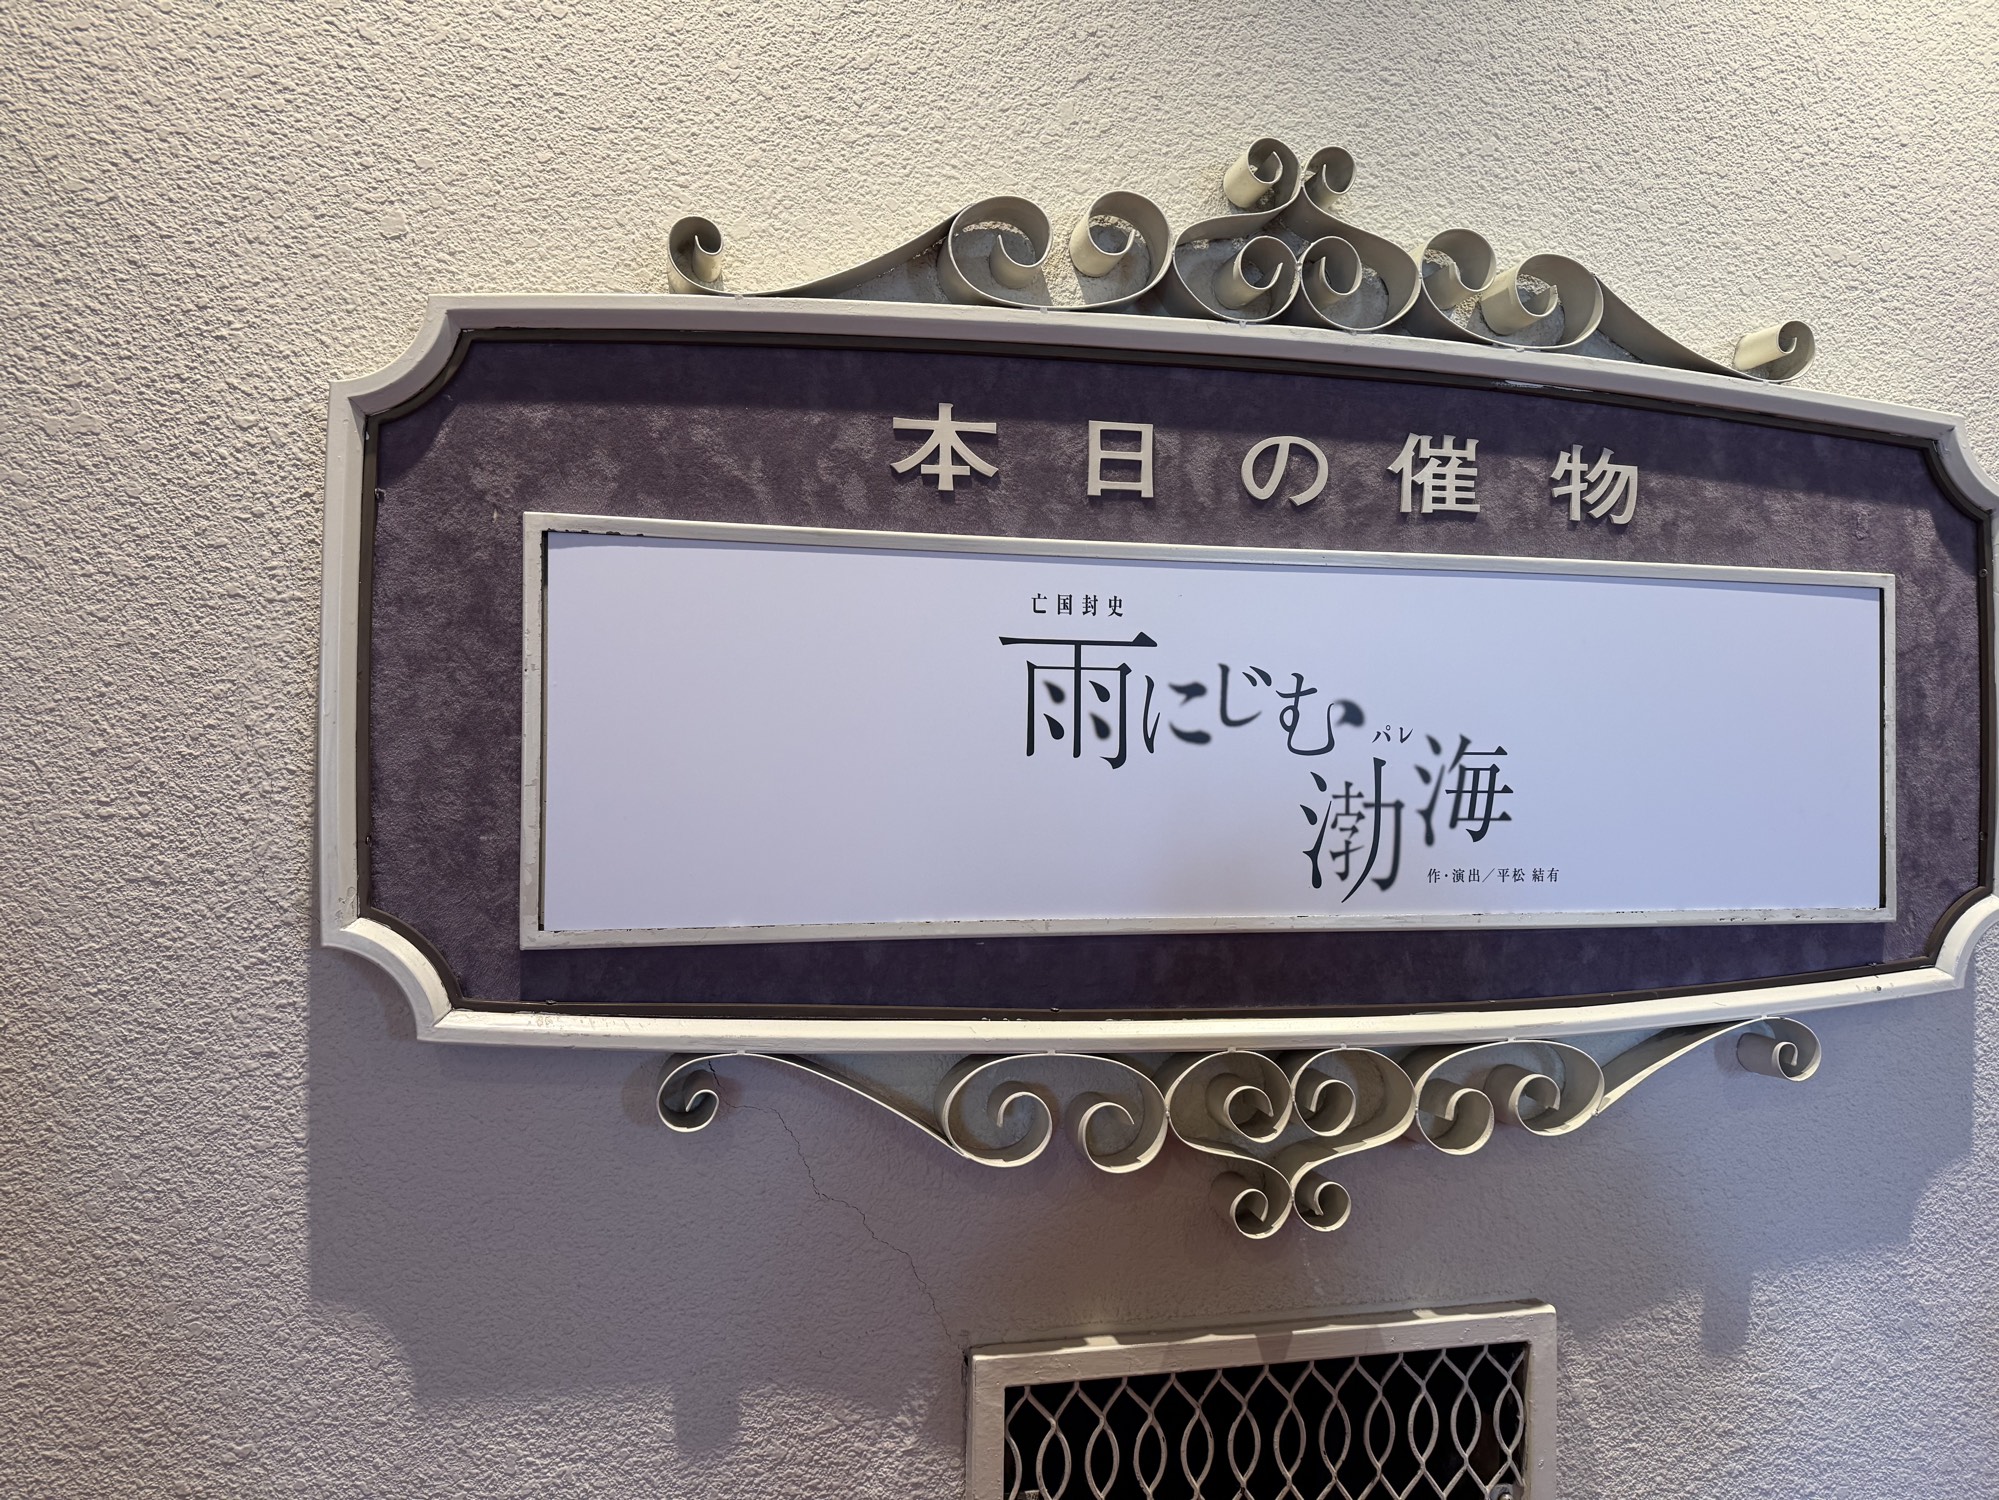 本日の催物
亡国封史
雨にじむ
パレ
渤海
作・演出／平松 結有